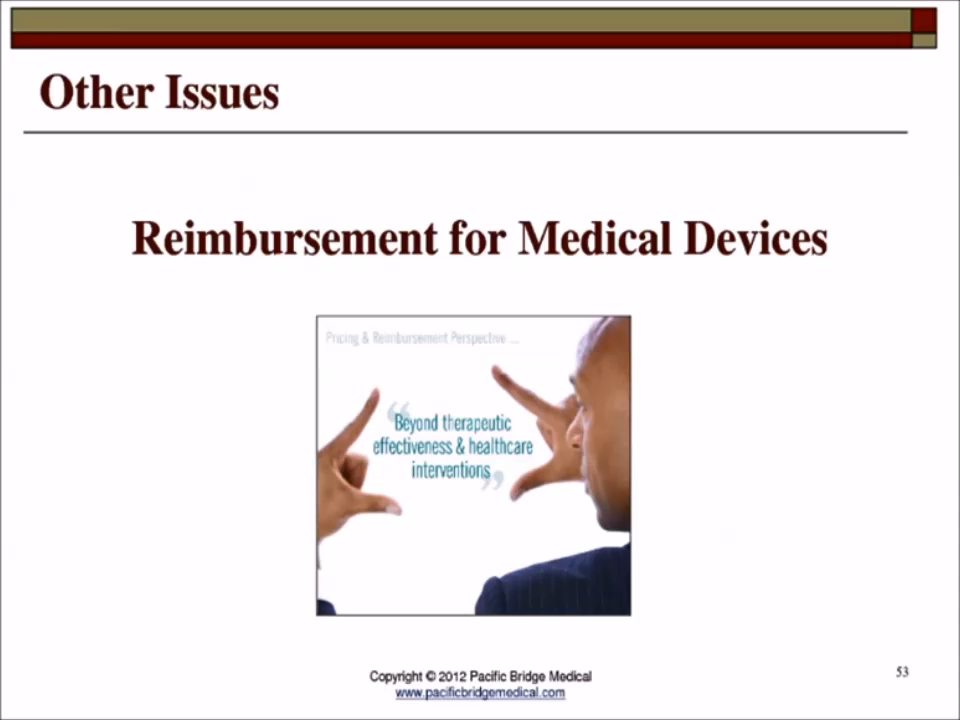 Other Issues
Reimbursement for Medical Devices
Pricing & Reimbursement Perspective ...
“Beyond therapeutic
effectiveness & healthcare
interventions”
Copyright © 2012 Pacific Bridge Medical
www.pacificbridgemedical.com
53